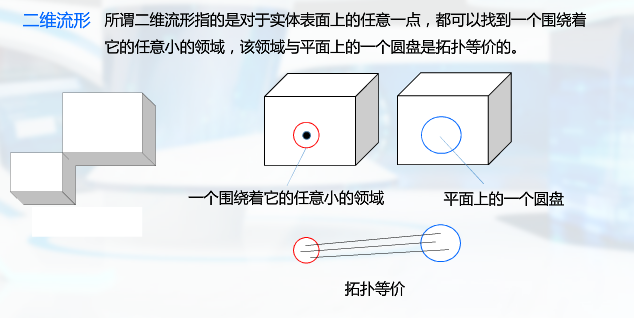 二维流形 所谓二维流形指的是对于实体表面上的任意一点，都可以找到一个围绕着
它的任意小的领域，该领域与平面上的一个圆盘是拓扑等价的。
一个围绕着它的任意小的领域 平面上的一个圆盘
拓扑等价